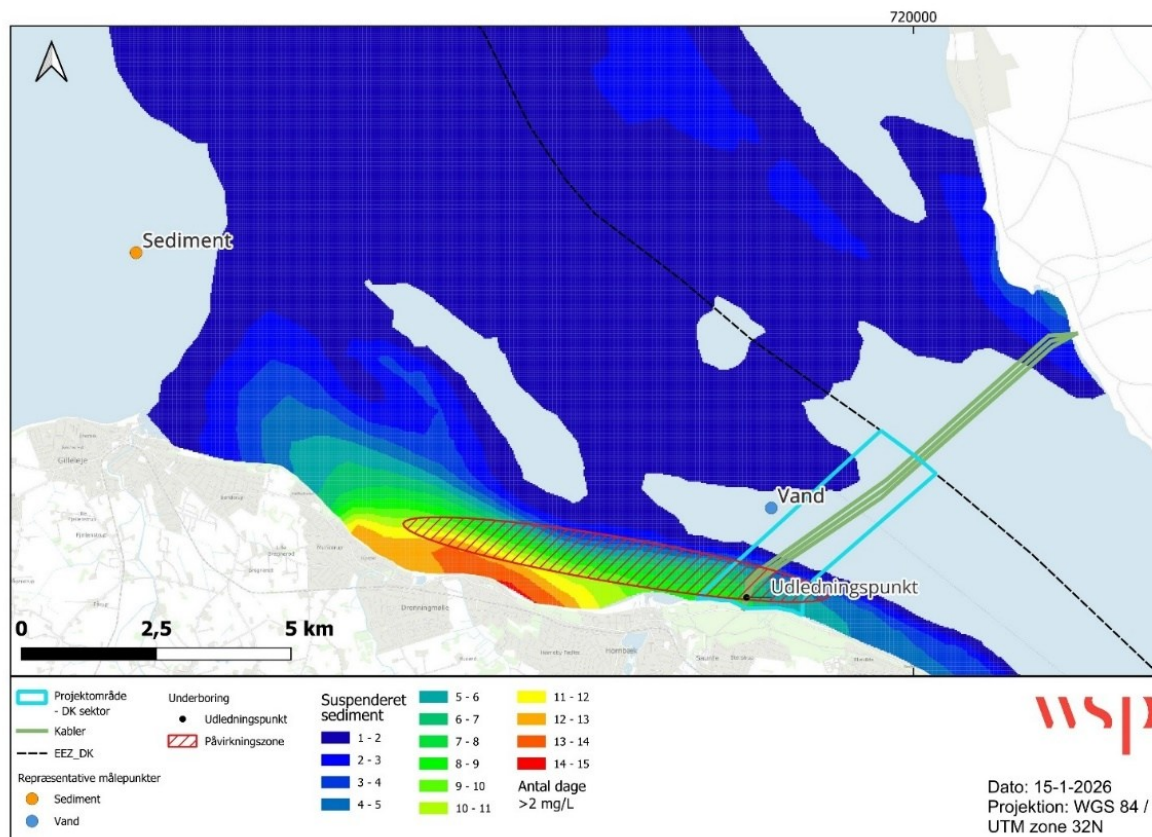 720000
Sediment
Vand
Udledningspunkt
Gilleleje
Dronningmølle
Hornbæk
0 2,5 5 km
Projektområde
- DK sektor
Kabler
EEZ_DK
Repræsentative målepunkter
Sediment
Vand
Underboring
Udledningspunkt
Påvirkningszone
Suspenderet
sediment
1 - 2
2 - 3
3 - 4
4 - 5
5 - 6
6 - 7
7 - 8
8 - 9
9 - 10
10 - 11
11 - 12
12 - 13
13 - 14
14 - 15
Antal dage
>2 mg/L
wsp
Dato: 15-1-2026
Projektion: WGS 84 /
UTM zone 32N